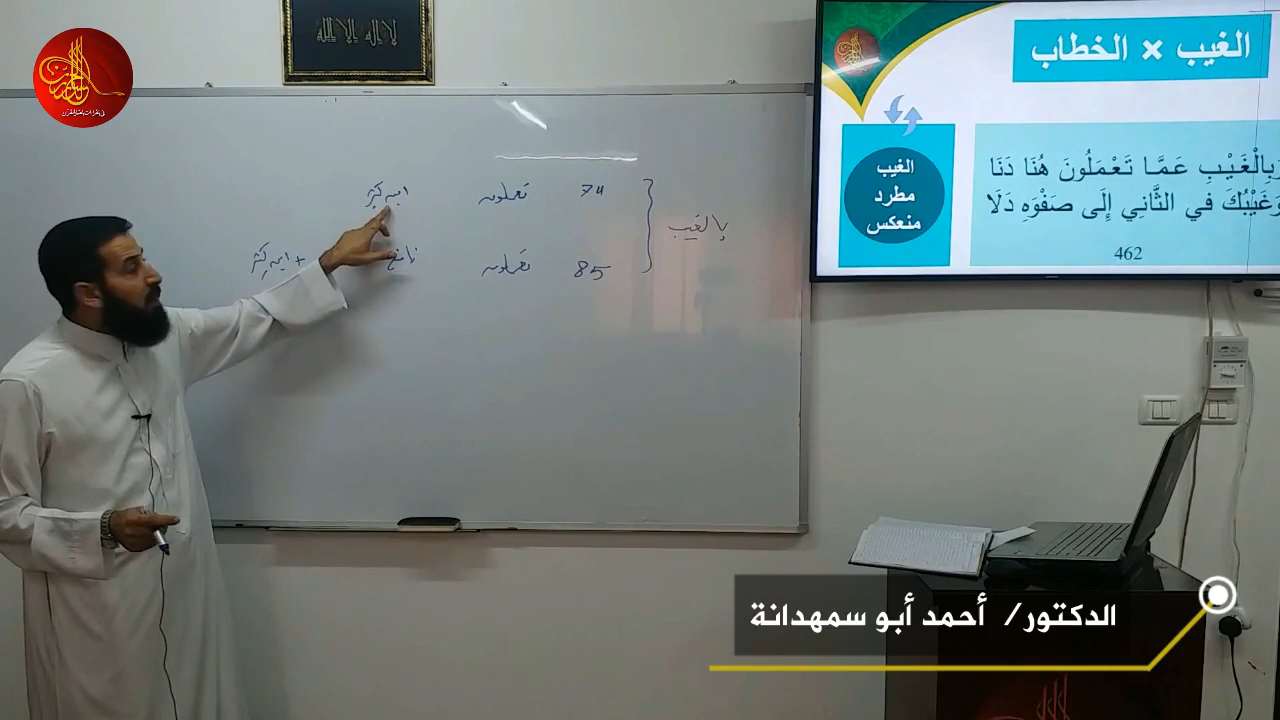 لا إله إلا الله
الغيب × الخطاب
وَبِالْغَيْبِ عَمَّا تَعْمَلُونَ هُنَا دَنَا
وَغَيْبُكَ في الثَّانِي إِلَى صَفْوِهِ دَلَا
462
الغيب
مطرد
منعكس
بالغيب
74 تعملون ابن كثير
85 تعملون نافع + ابن كثير
الدكتور/ أحمد أبو سمهدانة